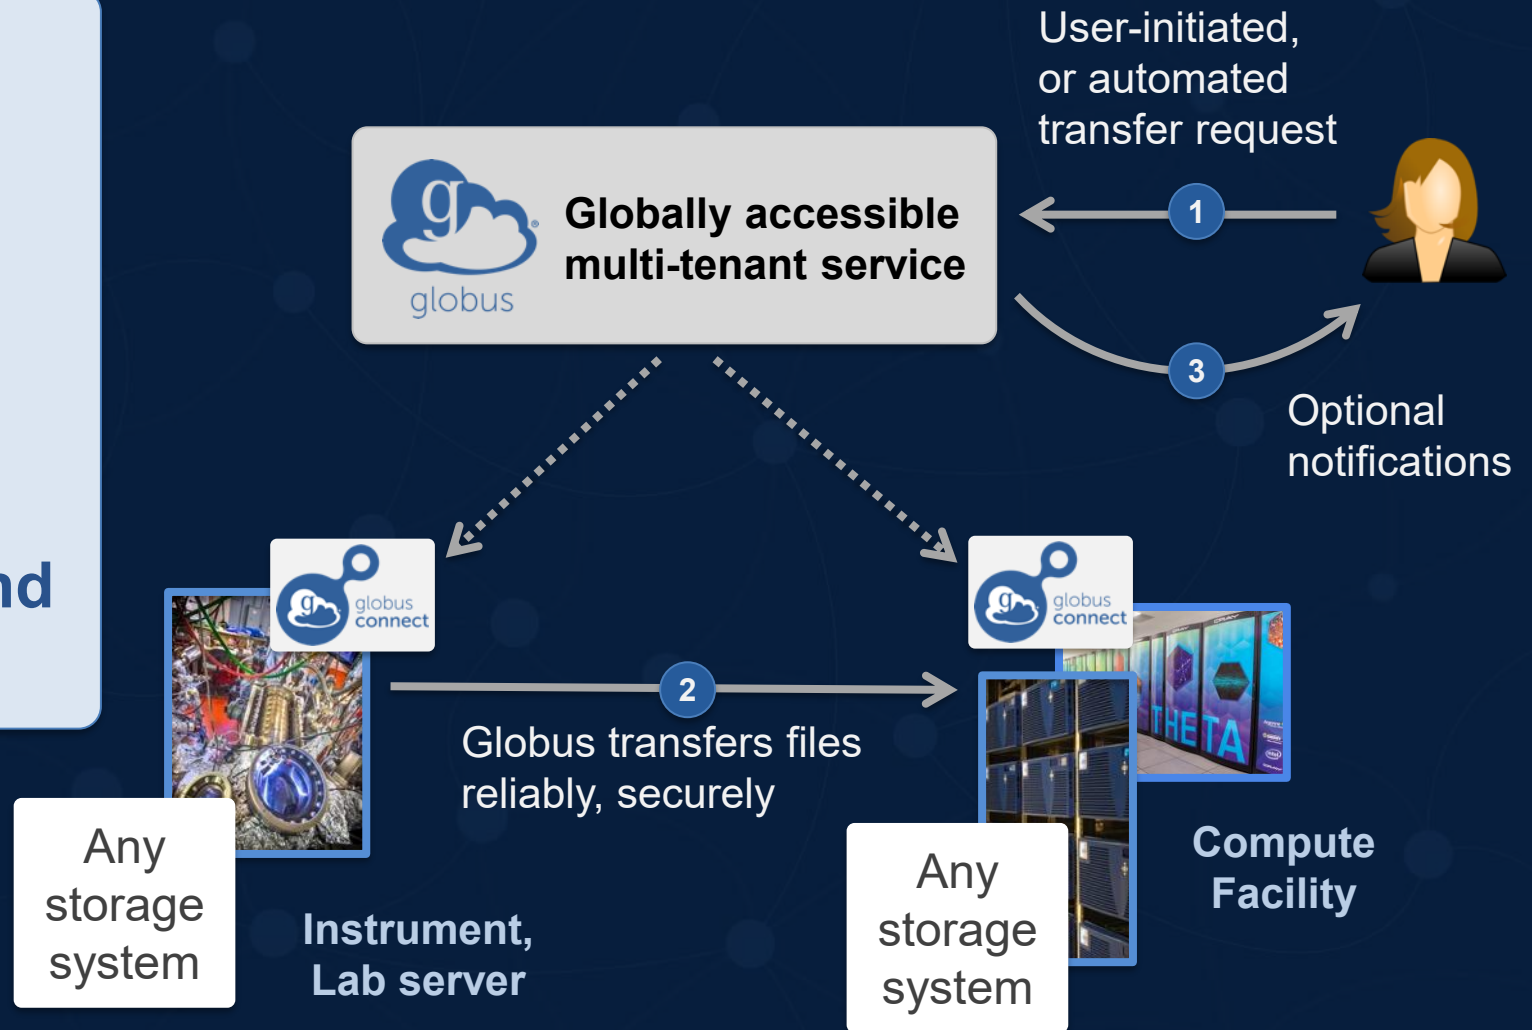 User-initiated,
or automated
transfer request
g
globus
Globally accessible
multi-tenant service
1
3
Optional
notifications
nd
g
globus
connect
g
globus
connect
2
Globus transfers files
reliably, securely
THETA
Any
storage
system
Instrument,
Lab server
Any
storage
system
Compute
Facility